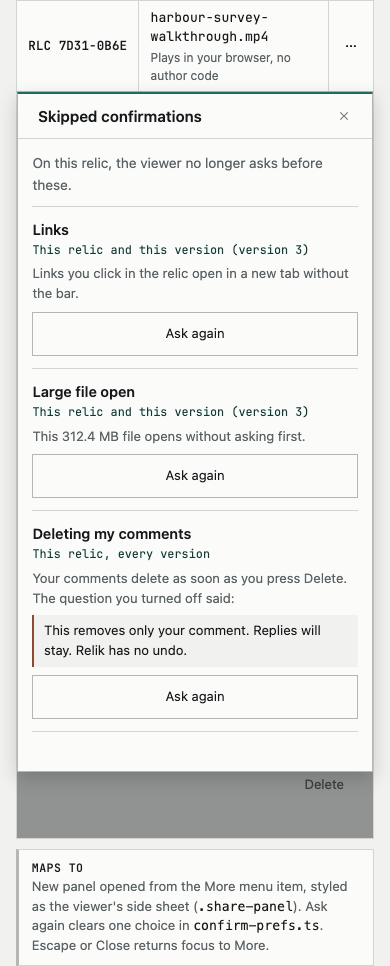 RLC 7D31-0B6E
harbour-survey-
walkthrough.mp4
Plays in your browser, no
author code
...
Skipped confirmations
×
On this relic, the viewer no longer asks before
these.
Links
This relic and this version (version 3)
Links you click in the relic open in a new tab without
the bar.
Ask again
Large file open
This relic and this version (version 3)
This 312.4 MB file opens without asking first.
Ask again
Deleting my comments
This relic, every version
Your comments delete as soon as you press Delete.
The question you turned off said:
This removes only your comment. Replies will
stay. Relik has no undo.
Ask again
Delete
MAPS TO
New panel opened from the More menu item, styled
as the viewer's side sheet (.share-panel). Ask
again clears one choice in confirm-prefs.ts.
Escape or Close returns focus to More.